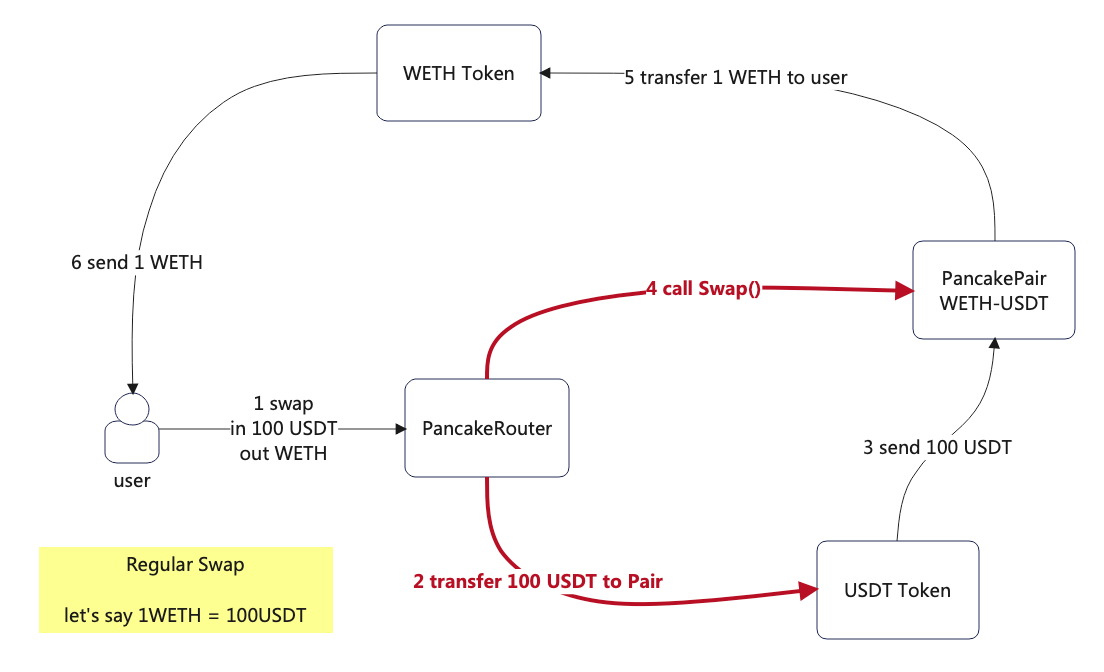 WETH Token
5 transfer 1 WETH to user
6 send 1 WETH
4 call Swap()
PancakePair
WETH-USDT
1 swap
in 100 USDT
out WETH
PancakeRouter
user
3 send 100 USDT
2 transfer 100 USDT to Pair
USDT Token
Regular Swap
let's say 1WETH = 100USDT